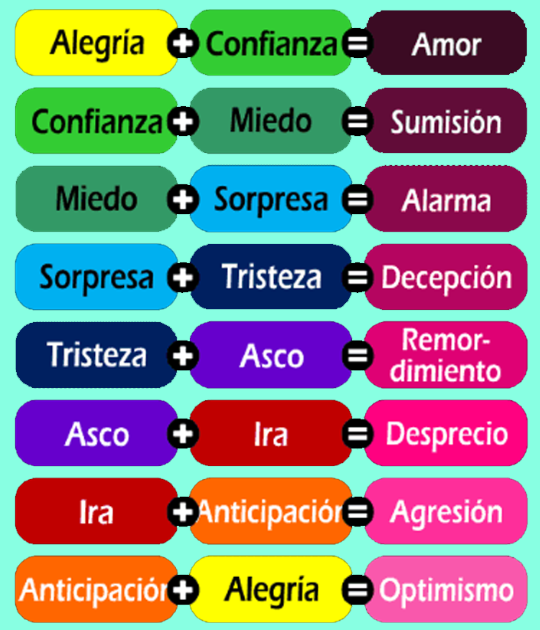 Alegría + Confianza = Amor
Confianza + Miedo = Sumisión
Miedo + Sorpresa = Alarma
Sorpresa + Tristeza = Decepción
Tristeza + Asco = Remor-
dimiento
Asco + Ira = Desprecio
Ira + Anticipación = Agresión
Anticipación + Alegría = Optimismo